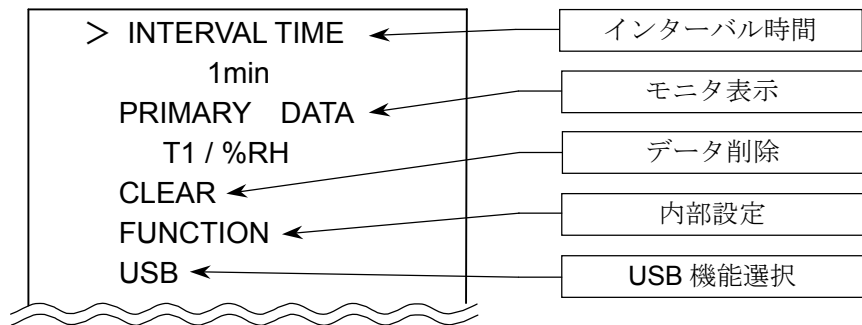 ＞ INTERVAL TIME
インターバル時間
1min
PRIMARY DATA
モニタ表示
T1 / %RH
データ削除
CLEAR
内部設定
FUNCTION
USB
USB 機能選択